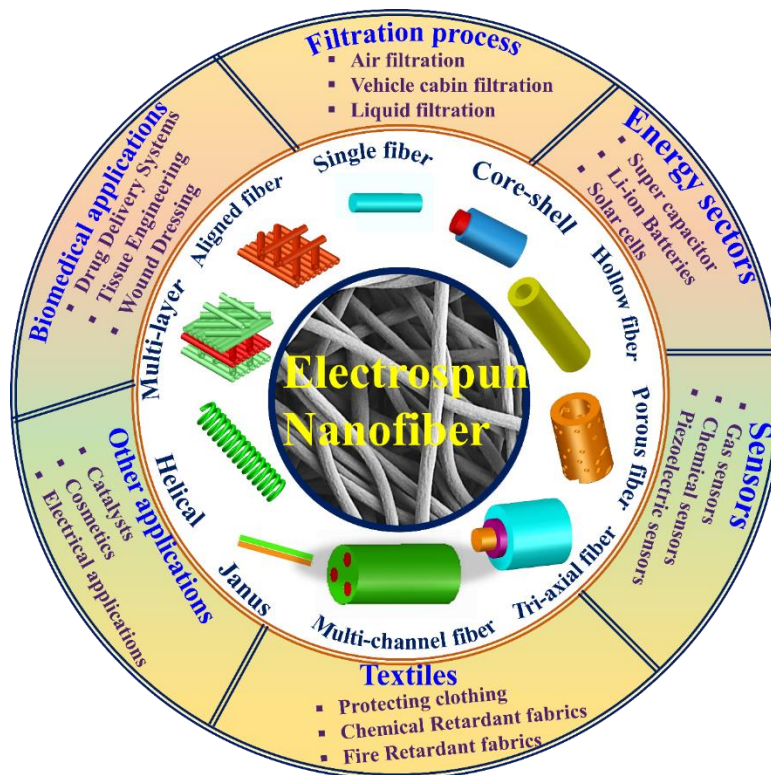 Filtration process
▪ Air filtration
▪ Vehicle cabin filtration
▪ Liquid filtration
Energy sectors
▪ Super capacitor
▪ Li-ion Batteries
▪ Solar cells
Sensors
▪ Gas sensors
▪ Chemical sensors
▪ Piezoelectric sensors
Textiles
▪ Protecting clothing
▪ Chemical Retardant fabrics
▪ Fire Retardant fabrics
Other applications
▪ Catalysts
▪ Cosmetics
▪ Electrical applications
Biomedical applications
▪ Drug Delivery Systems
▪ Tissue Engineering
▪ Wound Dressing
Single fiber
Core-shell
Hollow fiber
Porous fiber
Tri-axial fiber
Multi-channel fiber
Janus
Helical
Multi-layer
Aligned fiber
Electrospun
Nanofiber